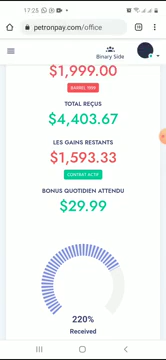 17:25
petronpay.com/office
Binary Side
$1,999.00
BARREL 1999
TOTAL REÇUS
$4,403.67
LES GAINS RESTANTS
$1,593.33
CONTRAT ACTIF
BONUS QUOTIDIEN ATTENDU
$29.99
220%
Received